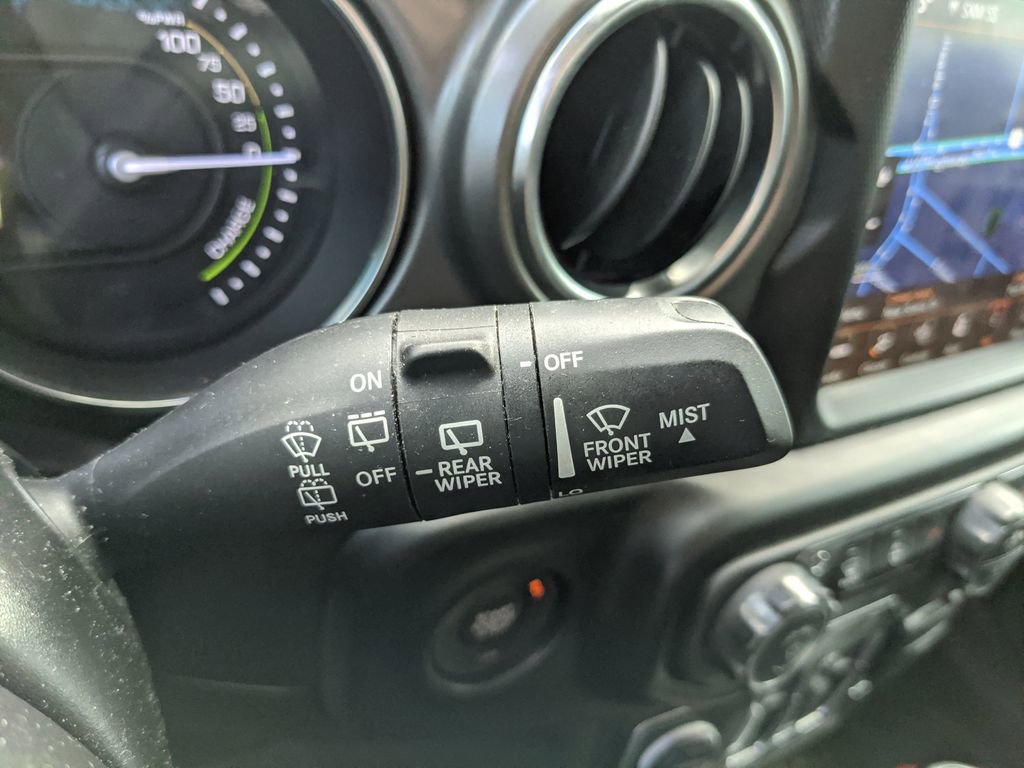 %PWR
100
75
50
25
0
CHARGE
ON
OFF
PULL
PUSH
REAR
WIPER
OFF
FRONT
WIPER
MIST
LO